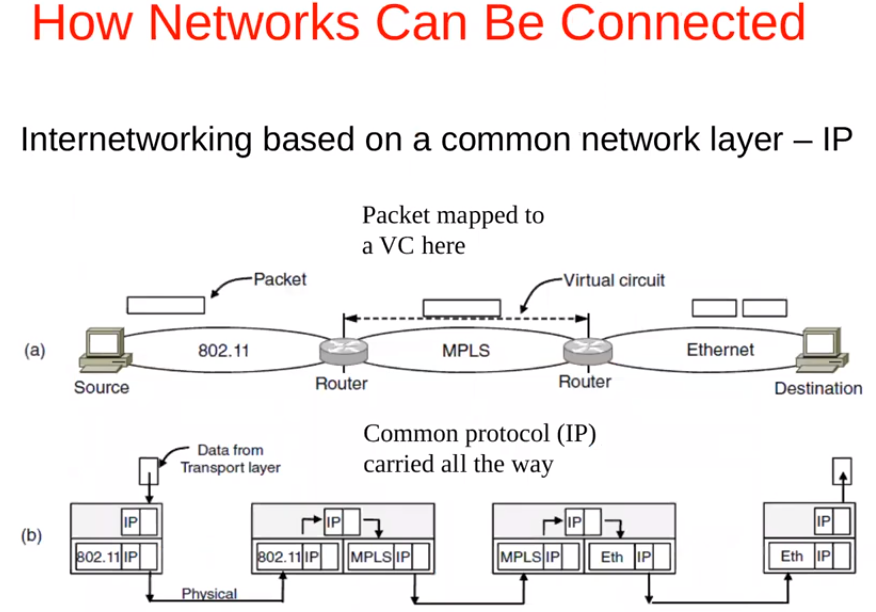 How Networks Can Be Connected
Internetworking based on a common network layer – IP
Packet mapped to
a VC here
Packet
Virtual circuit
(a)
802.11
MPLS
Ethernet
Source
Router
Router
Destination
Data from
Transport layer
Common protocol (IP)
carried all the way
(b)
IP
IP
IP
IP
802.11 IP
802.11 IP
MPLS IP
MPLS IP
Eth IP
Eth IP
Physical